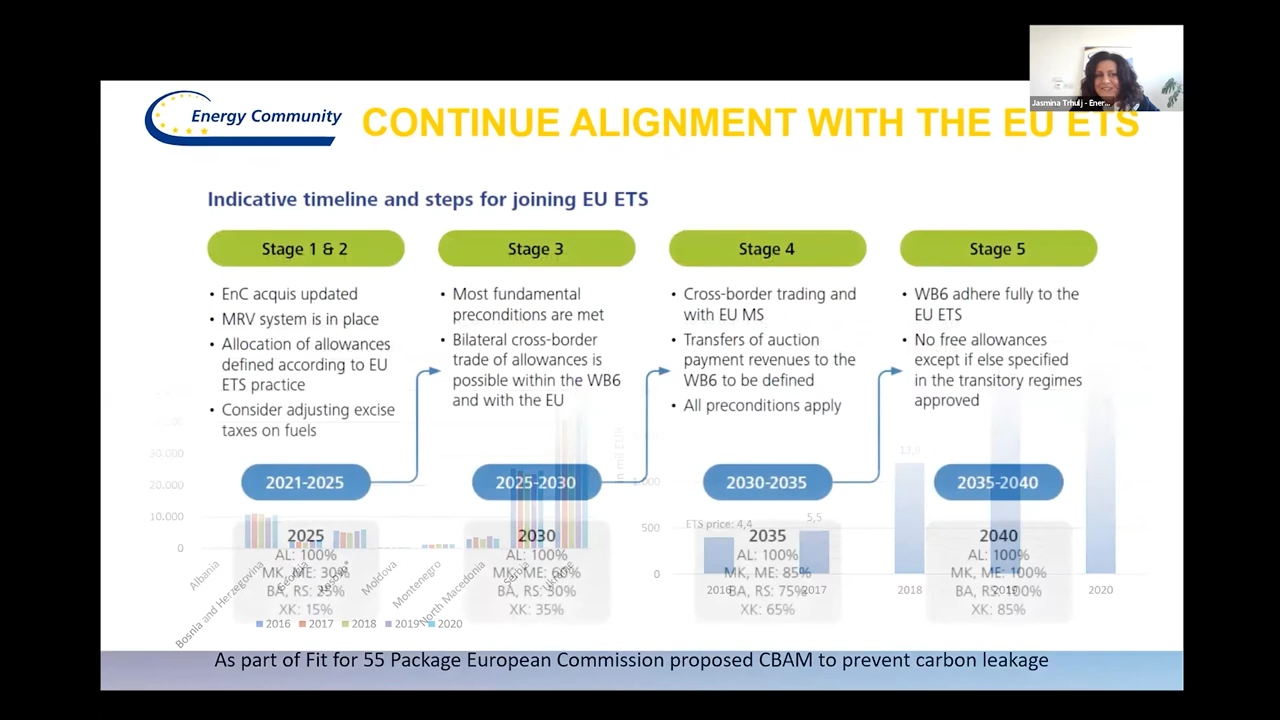 Jasmina Trhulj - Ener...
Energy Community
CONTINUE ALIGNMENT WITH THE EU ETS
Indicative timeline and steps for joining EU ETS
Stage 1 & 2
• EnC acquis updated
• MRV system is in place
• Allocation of allowances
defined according to EU
ETS practice
• Consider adjusting excise
taxes on fuels
2021-2025
2025
AL: 100%
MK, ME: 30%
BA, RS: 25%
XK: 15%
Stage 3
• Most fundamental
preconditions are met
• Bilateral cross-border
trade of allowances is
possible within the WB6
and with the EU
2025-2030
2030
AL: 100%
MK, ME: 60%
BA, RS: 50%
XK: 35%
Stage 4
• Cross-border trading and
with EU MS
• Transfers of auction
payment revenues to the
WB6 to be defined
• All preconditions apply
2030-2035
2035
AL: 100%
MK, ME: 85%
BA, RS: 75%
XK: 65%
Stage 5
• WB6 adhere fully to the
EU ETS
• No free allowances
except if else specified
in the transitory regimes
approved
2035-2040
2040
AL: 100%
MK, ME: 100%
BA, RS: 100%
XK: 85%
30.000
20.000
10.000
0
Albania
Bosnia and Herzegovina
Georgia
Moldova
Montenegro
North Macedonia
Serbia
2016 2017 2018 2019 2020
in mil EUR
500
0
ETS price: 4,4
5,5
2016 2017 2018 2019 2020
As part of Fit for 55 Package European Commission proposed CBAM to prevent carbon leakage